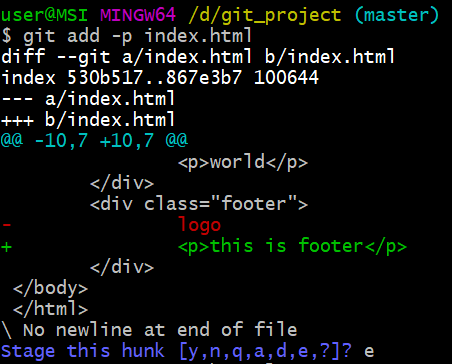 user@MSI MINGW64 /d/git_project (master)
$ git add -p index.html
diff --git a/index.html b/index.html
index 530b517..867e3b7 100644
--- a/index.html
+++ b/index.html
@@ -10,7 +10,7 @@
                <p>world</p>
        </div>
        <div class="footer">
-               logo
+               <p>this is footer</p>
        </div>
 </body>
 </html>
\ No newline at end of file
Stage this hunk [y,n,q,a,d,e,?]? e